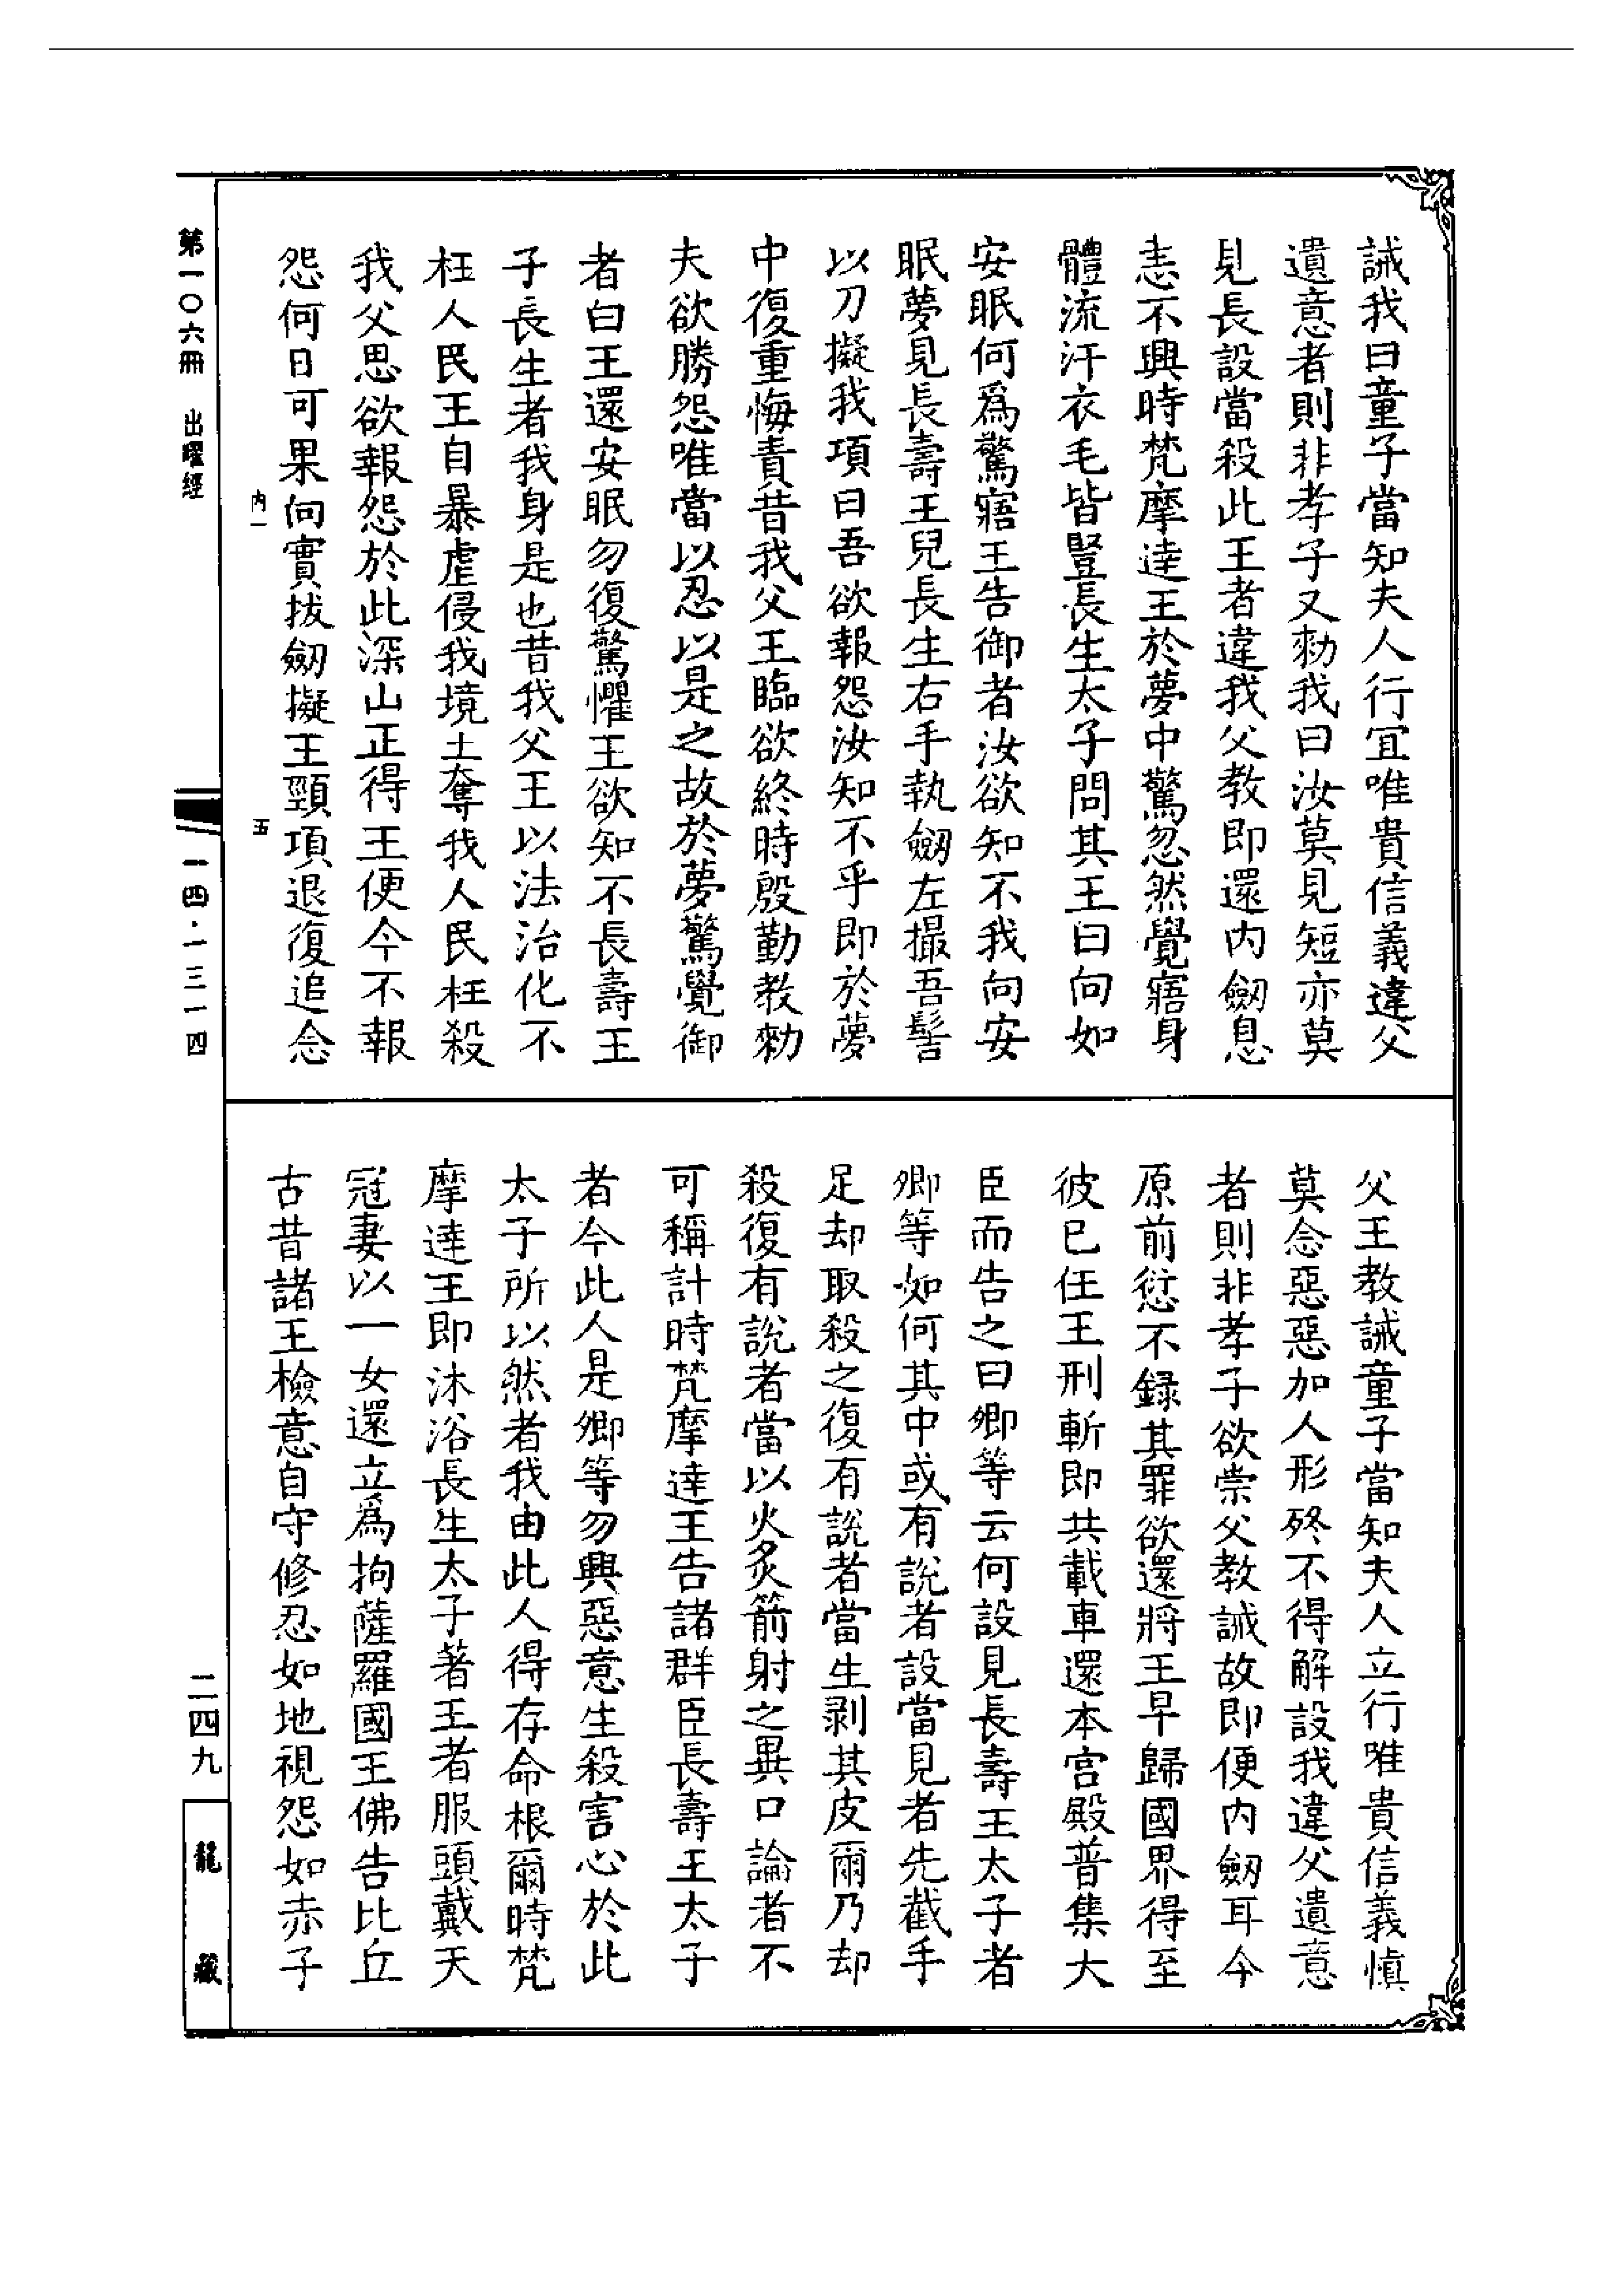 誡我曰童子當知夫人行宜唯貴信義違父
遺意者則非孝子又勑我曰汝莫見短亦莫
見長設當殺此王者違我父教即還内劒息
恚不興時梵摩達王於夢中驚忽然覺寤身
體流汗衣毛皆豎長生太子問其王曰向如
安眠何爲驚寤王告御者汝欲知不我向安
眠夢見長壽王兒長生右手執劒左撮吾髻
以刀擬我項曰吾欲報怨汝知不乎即於夢
中復重悔責昔我父王臨欲終時殷勤教勑
夫欲勝怨唯當以忍以是之故於夢驚覺御
者白王還安眠勿復驚懼王欲知不長壽王
子長生者我身是也昔我父王以法治化不
枉人民王自暴虐侵我境土奪我人民枉殺
我父思欲報怨於此深山正得王便今不報
怨何日可果向實拔劒擬王頸項退復追念
父王教誡童子當知夫人立行唯貴信義慎
莫念惡惡加人形終不得解設我違父遺意
者則非孝子欲崇父教誡故即便内劒耳今
原前愆不録其罪欲還將王早歸國界得至
彼已任王刑斬即共載車還本宮殿普集大
臣而告之曰卿等云何設見長壽王太子者
卿等如何其中或有說者設當見者先截手
足却取殺之復有說者當生剥其皮爾乃却
殺復有說者當以火炙箭射之異口論者不
可稱計時梵摩達王告諸群臣長壽王太子
者今此人是卿等勿興惡意生殺害心於此
太子所以然者我由此人得存命根爾時梵
摩達王即沐浴長生太子著王者服頭戴天
冠妻以一女還立爲拘薩羅國王佛告比丘
古昔諸王檢意自守修忍如地視怨如赤子
内一　五
第一〇六冊　出曜經
一四·一三一四
二四九
龍藏